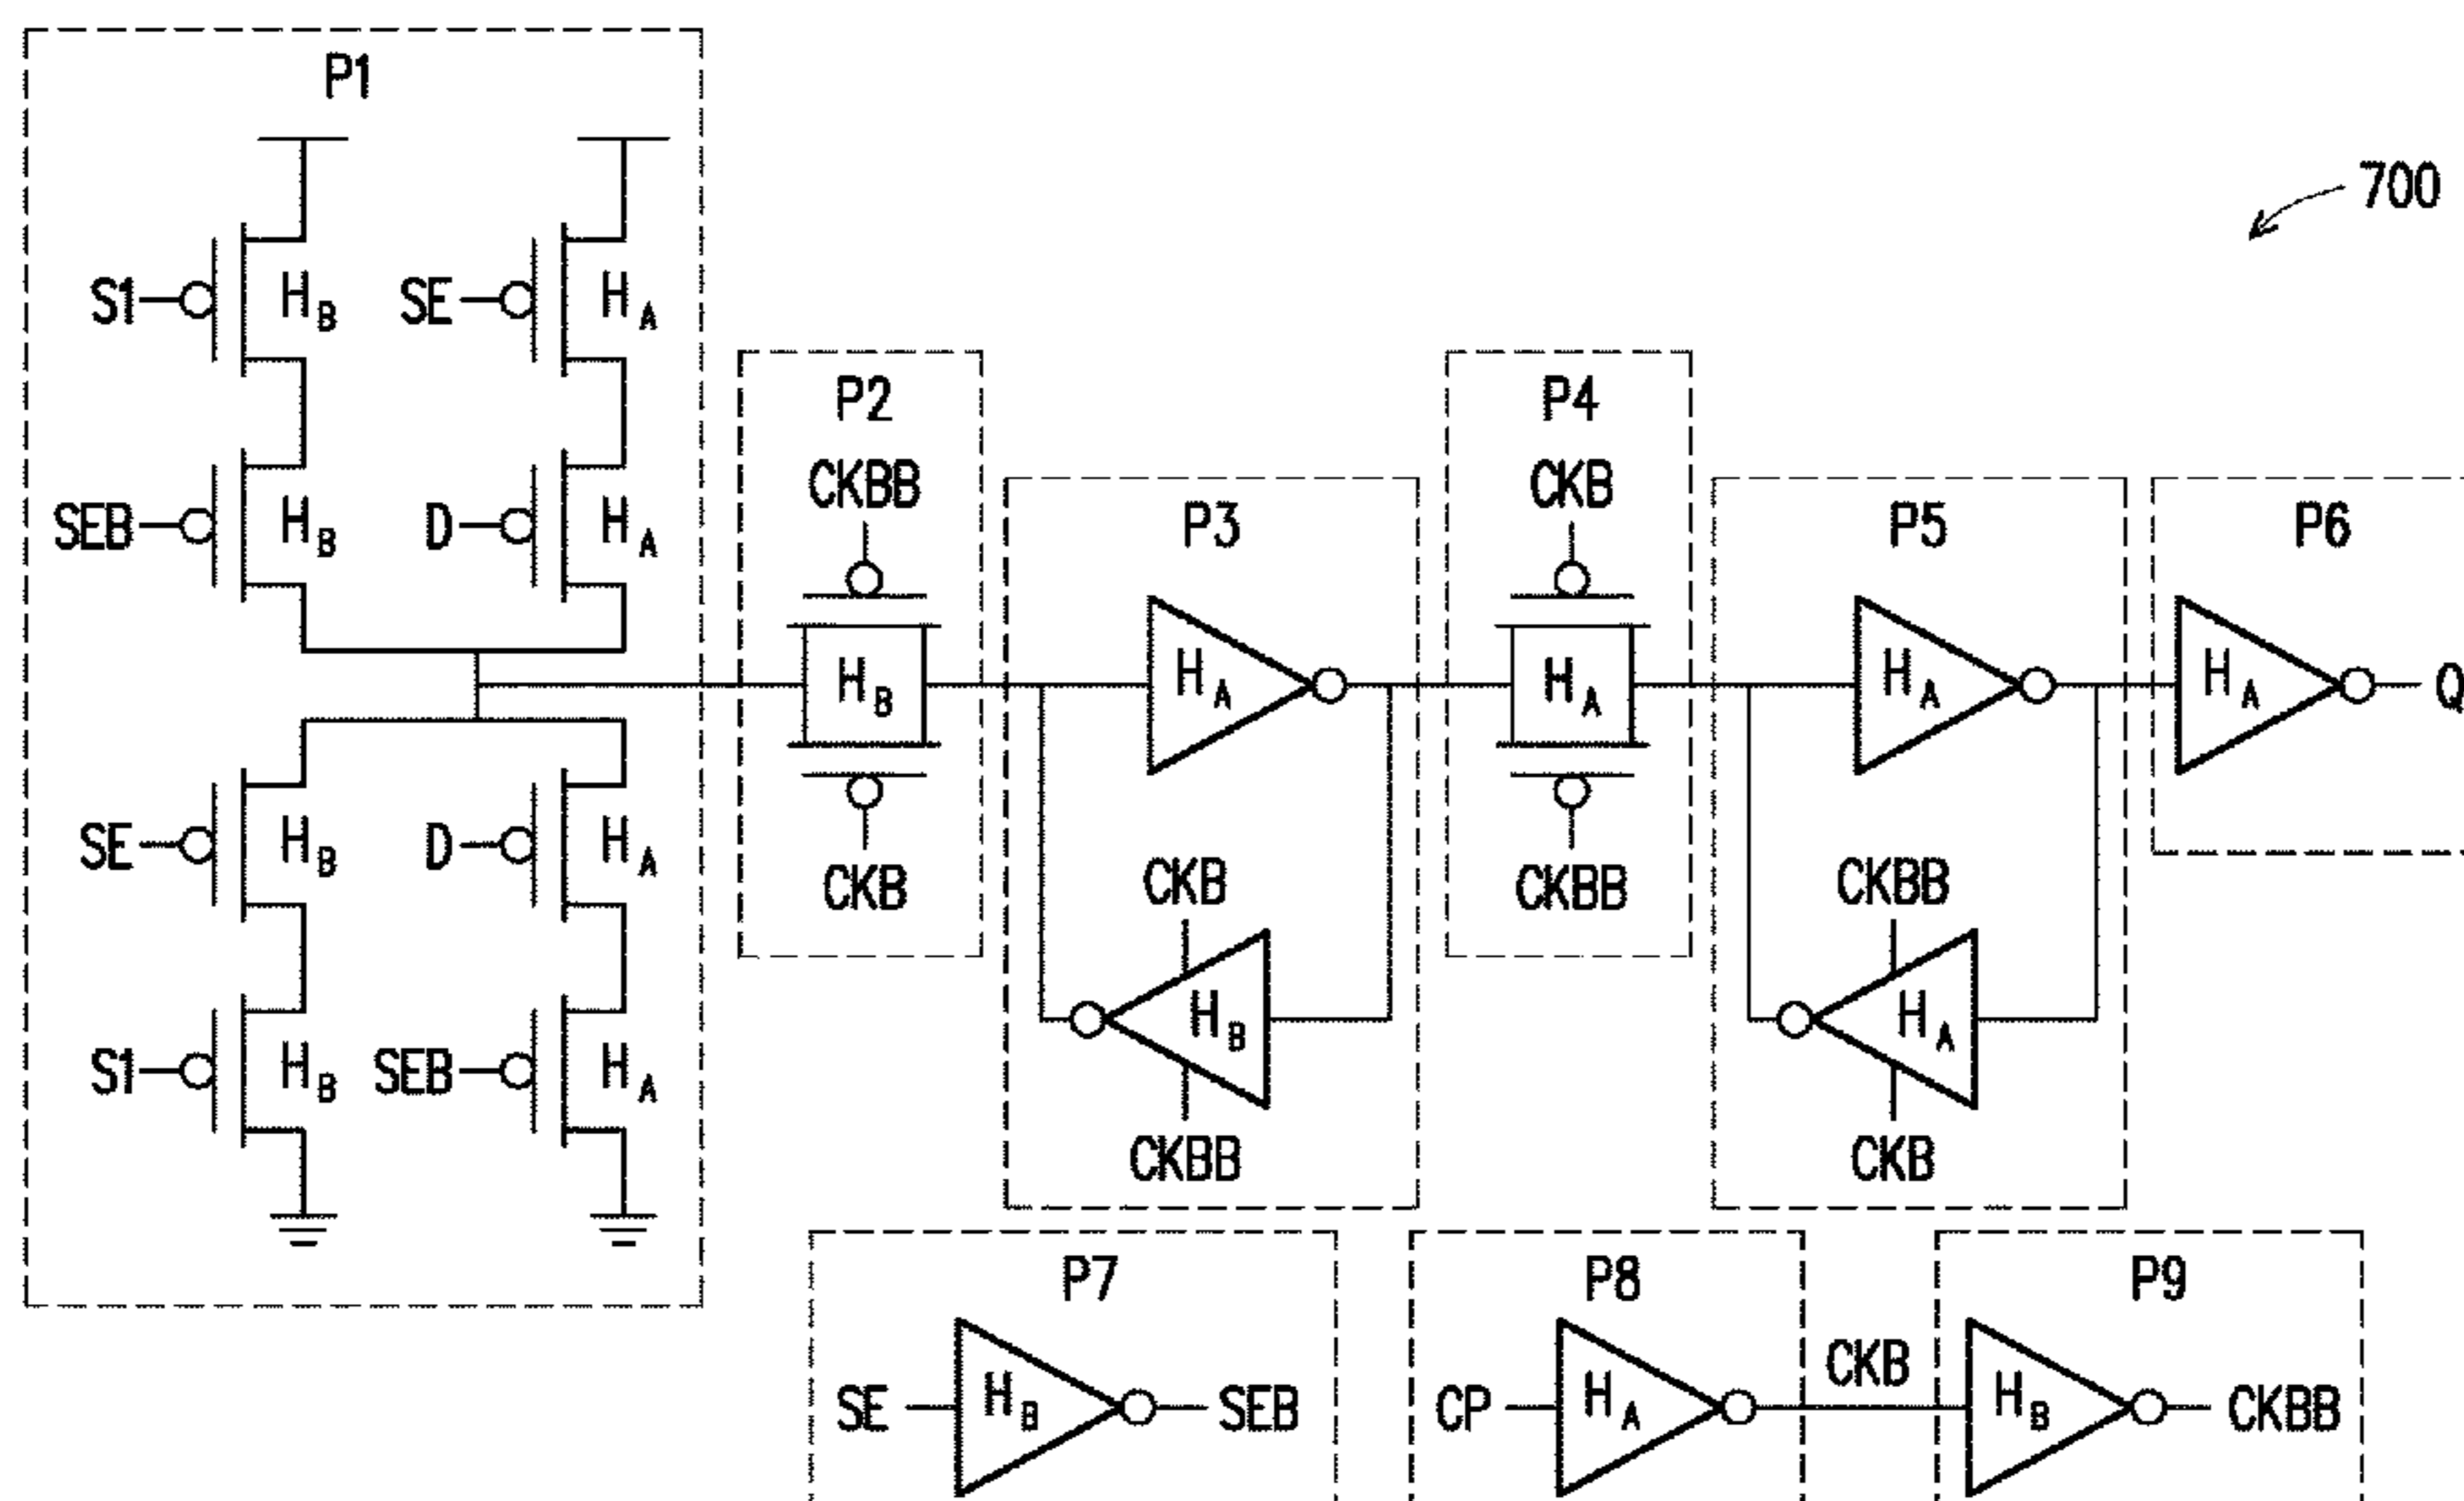 P1
700
S1 H_B SE H_A
P2
P4
CKBB
CKB
SEB H_B D H_A
P3
P5
P6
H_B
H_A
H_A
H_A
H_A
Q
SE H_B D H_A
CKB
CKB
CKBB
CKBB
H_B
H_A
S1 H_B SEB H_A
CKBB
CKB
P7
P8
P9
SE H_B SEB
CP H_A CKB H_B CKBB